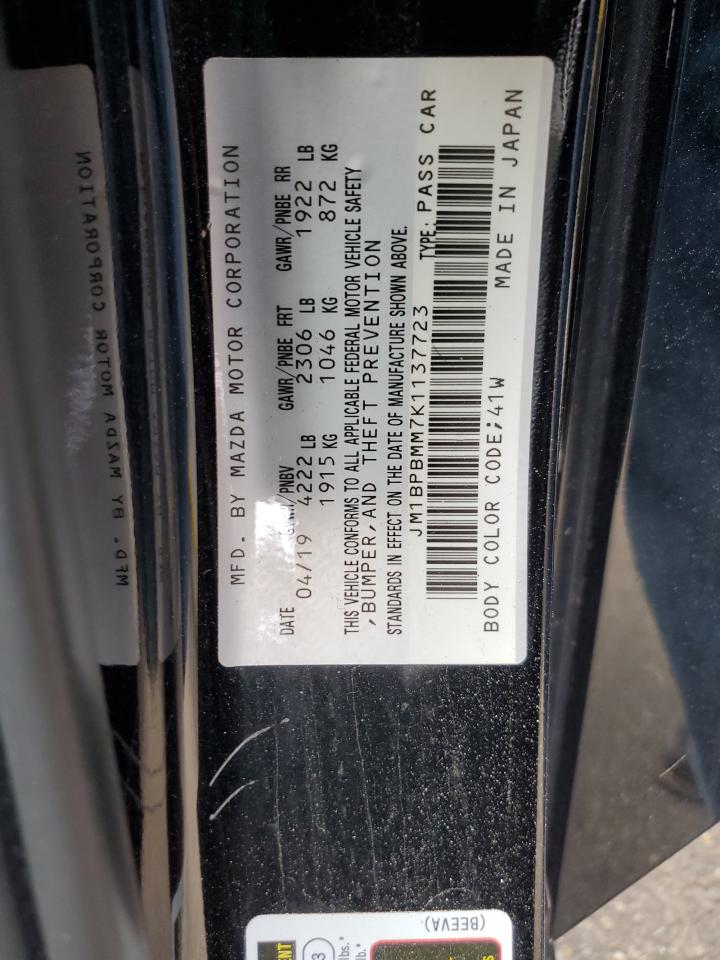 MFD. BY MAZDA MOTOR CORPORATION
DATE GVWR/PNBV GAWR/PNBE FRT GAWR/PNBE RR
04/19 4222 LB 2306 LB 1922 LB
1915 KG 1046 KG 872 KG
THIS VEHICLE CONFORMS TO ALL APPLICABLE FEDERAL MOTOR VEHICLE SAFETY
,BUMPER,AND THEFT PREVENTION
STANDARDS IN EFFECT ON THE DATE OF MANUFACTURE SHOWN ABOVE.
JM1BPBMM7K1137723 TYPE: PASS CAR
BODY COLOR CODE;41W MADE IN JAPAN
MFD. BY MAZDA MOTOR CORPORATION
(BEEVA)
lbs.*
lb.*